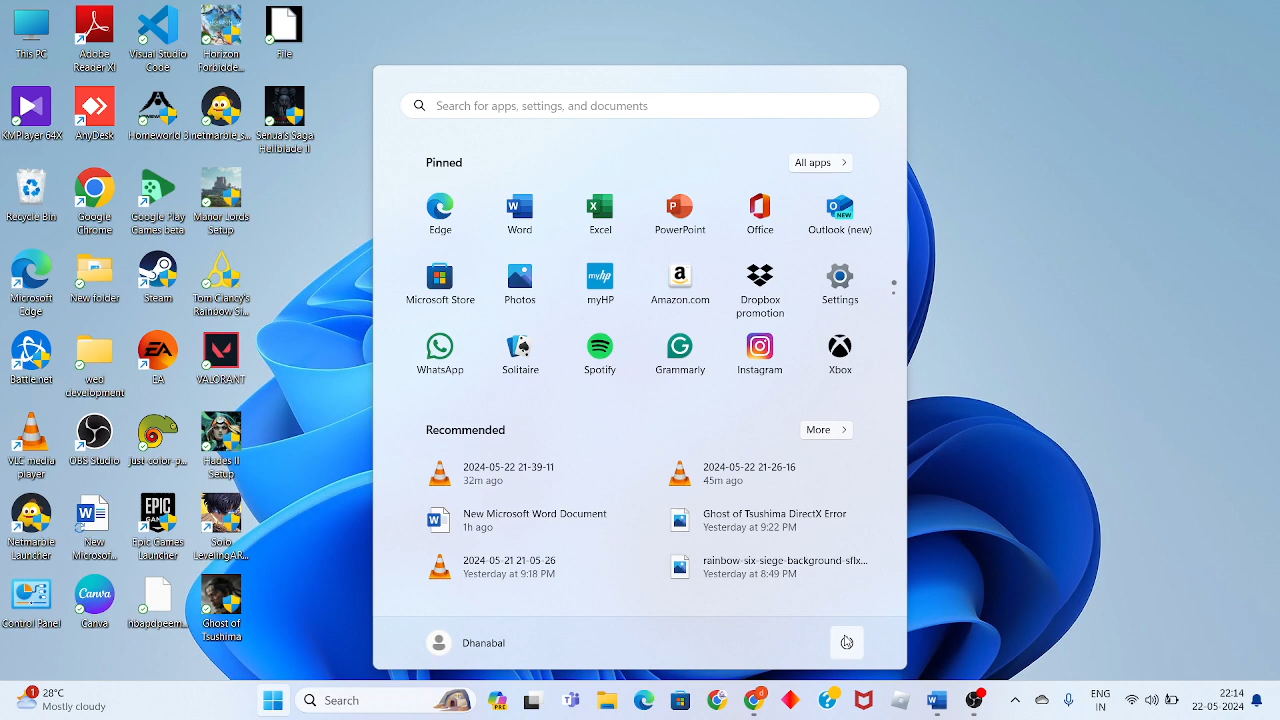 This PC
Adobe
Reader XI
Visual Studio
Code
Horizon
Forbidde...
File
KMPlayer 64X
AnyDesk
Homeworld 3
netmarble_s...
Senua's Saga
Hellblade II
Recycle Bin
Google
Chrome
Google Play
Games beta
Manor Lords
Setup
Microsoft
Edge
New folder
Steam
Tom Clancy's
Rainbow Si...
Battle.net
wed
development
EA
VALORANT
VLC media
player
OBS Studio
just color-p...
Hades II
Setup
Netmarble
Launcher
New
Microsof...
Epic Games
Launcher
Solo
LevelingAR...
Control Panel
Canva
nbapdpeem...
Ghost of
Tsushima
Search for apps, settings, and documents
Pinned
All apps
Edge
Word
Excel
PowerPoint
Office
Outlook (new)
Microsoft Store
Photos
myHP
Amazon.com
Dropbox
promotion
Settings
WhatsApp
Solitaire
Spotify
Grammarly
Instagram
Xbox
Recommended
More
2024-05-22 21-39-11
32m ago
2024-05-22 21-26-16
45m ago
New Microsoft Word Document
1h ago
Ghost of Tsushima DirectX Error
Yesterday at 9:22 PM
2024-05-21 21-05-26
Yesterday at 9:18 PM
rainbow-six-siege-background-sflx...
Yesterday at 8:49 PM
Dhanabal
1
28°C
Mostly cloudy
Search
ENG
IN
22:14
22-05-2024